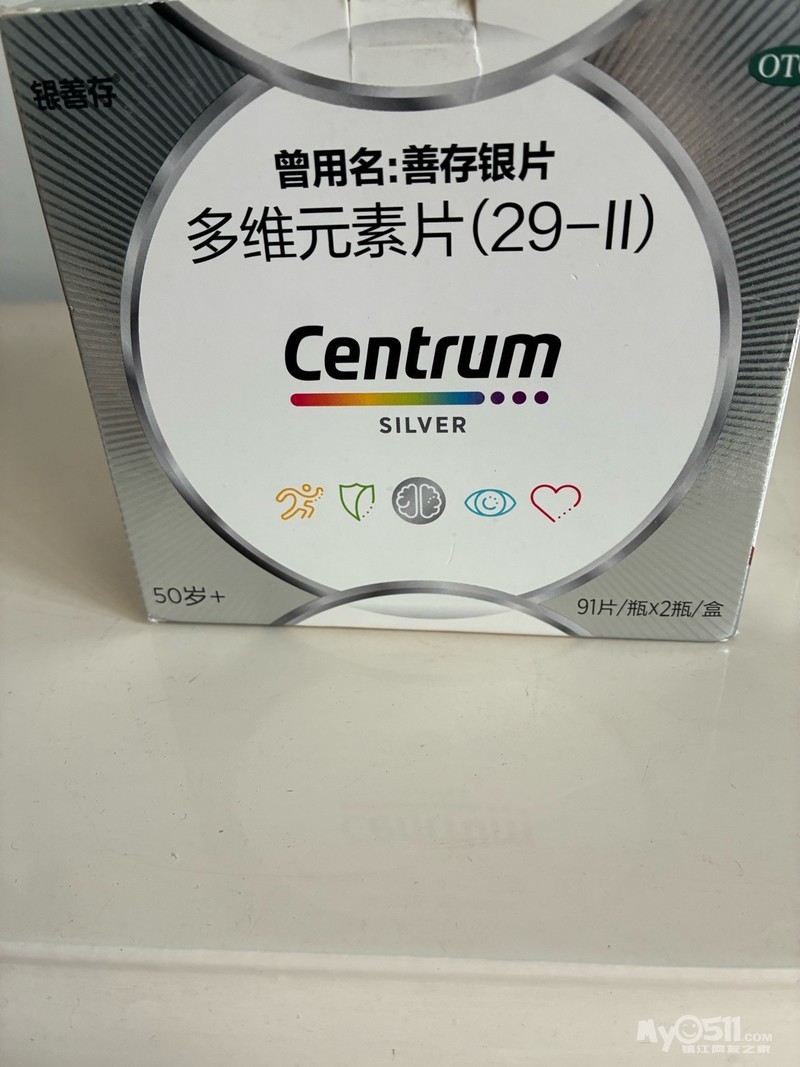 银善存®
OTC
曾用名:善存银片
多维元素片(29-II)
Centrum
SILVER
50岁+
91片/瓶x2瓶/盒
My0511.COM
镇江网友之家